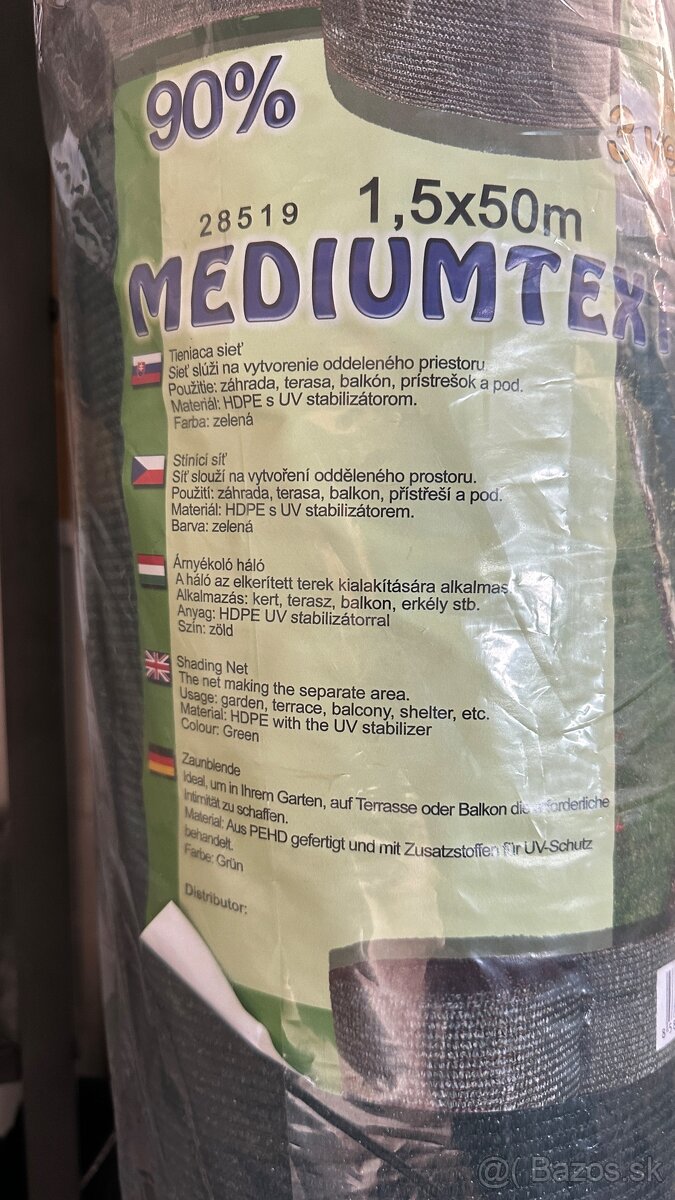 90%
28519 1,5x50m
MEDIUMTEX
Tieniaca sieť
Sieť slúži na vytvorenie oddeleného priestoru.
Použitie: záhrada, terasa, balkón, prístrešok a pod.
Materiál: HDPE s UV stabilizátorom.
Farba: zelená
Stinící síť
Síť slouží na vytvoření odděleného prostoru.
Použití: záhrada, terasa, balkon, přístřeší a pod.
Materiál: HDPE s UV stabilizátorem.
Barva: zelená
Árnyékoló háló
A háló az elkerített terek kialakítására alkalmas
Alkalmazás: kert, terasz, balkon, erkély stb.
Anyag: HDPE UV stabilizátorral
Szín: zöld
Shading Net
The net making the separate area.
Usage: garden, terrace, balcony, shelter, etc.
Material: HDPE with the UV stabilizer
Colour: Green
Zaunblende
Ideal, um in Ihrem Garten, auf Terrasse oder Balkon die erforderliche
Intimität zu schaffen.
Material: Aus PEHD gefertigt und mit Zusatzstoffen für UV-Schutz
behandelt.
Farbe: Grün
Distributor:
Bazos.sk